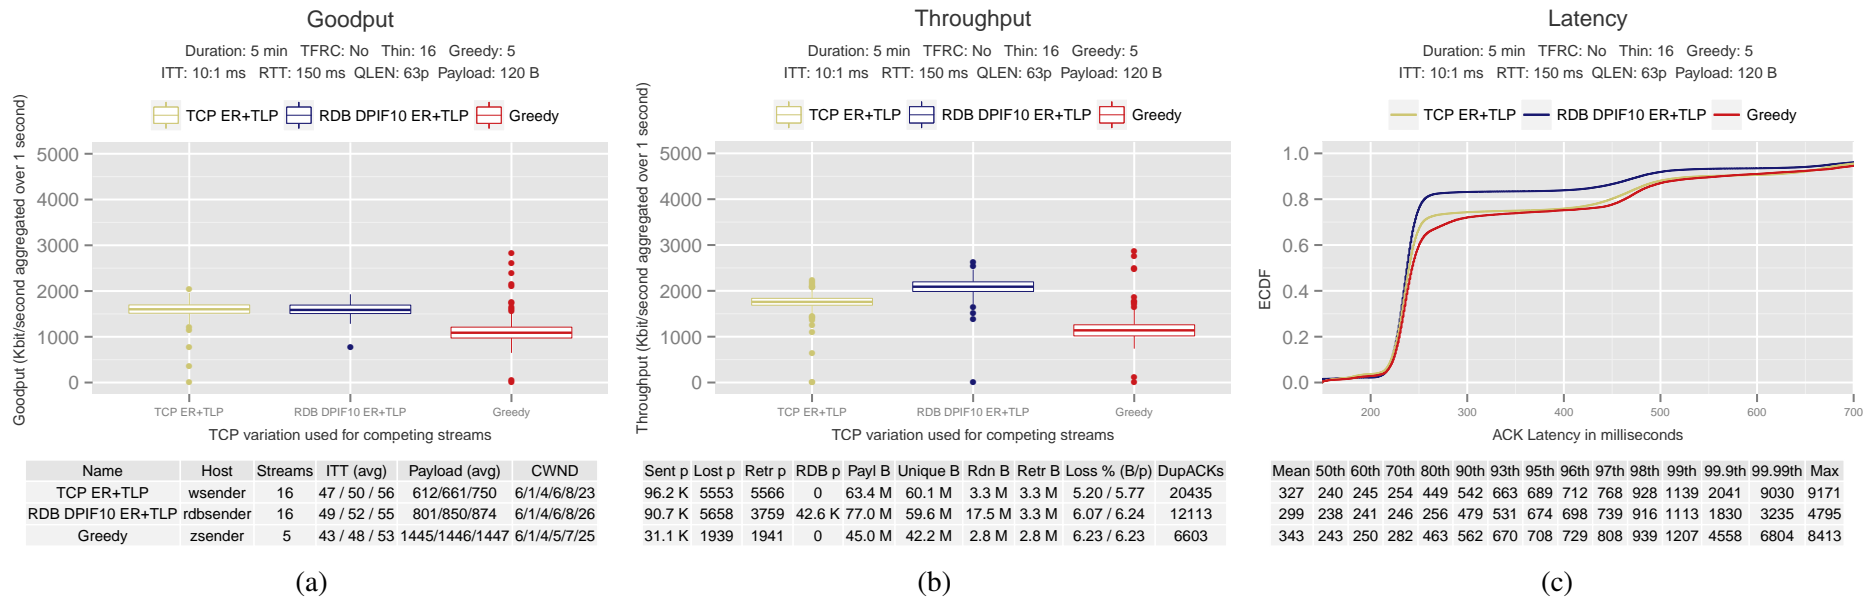 Goodput
Duration: 5 min TFRC: No Thin: 16 Greedy: 5
ITT: 10:1 ms RTT: 150 ms QLEN: 63p Payload: 120 B
TCP ER+TLP RDB DPIF10 ER+TLP Greedy
Goodput (Kbit/second aggregated over 1 second)
5000
4000
3000
2000
1000
0
TCP ER+TLP RDB DPIF10 ER+TLP Greedy
TCP variation used for competing streams
Name Host Streams ITT (avg) Payload (avg) CWND
TCP ER+TLP wsender 16 47 / 50 / 56 612/661/750 6/1/4/6/8/23
RDB DPIF10 ER+TLP rdbsender 16 49 / 52 / 55 801/850/874 6/1/4/6/8/26
Greedy zsender 5 43 / 48 / 53 1445/1446/1447 6/1/4/5/7/25
(a)
Throughput
Duration: 5 min TFRC: No Thin: 16 Greedy: 5
ITT: 10:1 ms RTT: 150 ms QLEN: 63p Payload: 120 B
TCP ER+TLP RDB DPIF10 ER+TLP Greedy
Throughput (Kbit/second aggregated over 1 second)
5000
4000
3000
2000
1000
0
TCP ER+TLP RDB DPIF10 ER+TLP Greedy
TCP variation used for competing streams
Sent p Lost p Retr p RDB p Payl B Unique B Rdn B Retr B Loss % (B/p) DupACKs
96.2 K 5553 5566 0 63.4 M 60.1 M 3.3 M 3.3 M 5.20 / 5.77 20435
90.7 K 5658 3759 42.6 K 77.0 M 59.6 M 17.5 M 3.3 M 6.07 / 6.24 12113
31.1 K 1939 1941 0 45.0 M 42.2 M 2.8 M 2.8 M 6.23 / 6.23 6603
(b)
Latency
Duration: 5 min TFRC: No Thin: 16 Greedy: 5
ITT: 10:1 ms RTT: 150 ms QLEN: 63p Payload: 120 B
TCP ER+TLP RDB DPIF10 ER+TLP Greedy
ECDF
1.0
0.8
0.6
0.4
0.2
0.0
200 300 400 500 600 700
ACK Latency in milliseconds
Mean 50th 60th 70th 80th 90th 93th 95th 96th 97th 98th 99th 99.9th 99.99th Max
327 240 245 254 449 542 663 689 712 768 928 1139 2041 9030 9171
299 238 241 246 256 479 531 674 698 739 916 1113 1830 3235 4795
343 243 250 282 463 562 670 708 729 808 939 1207 4558 6804 8413
(c)